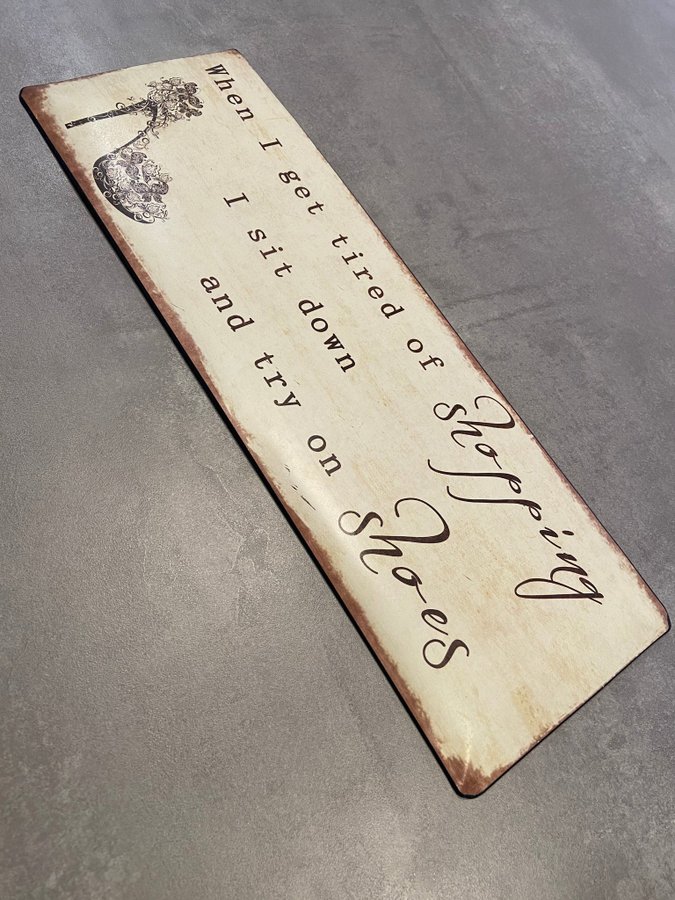 When I get tired of shopping
I sit down
and try on shoes